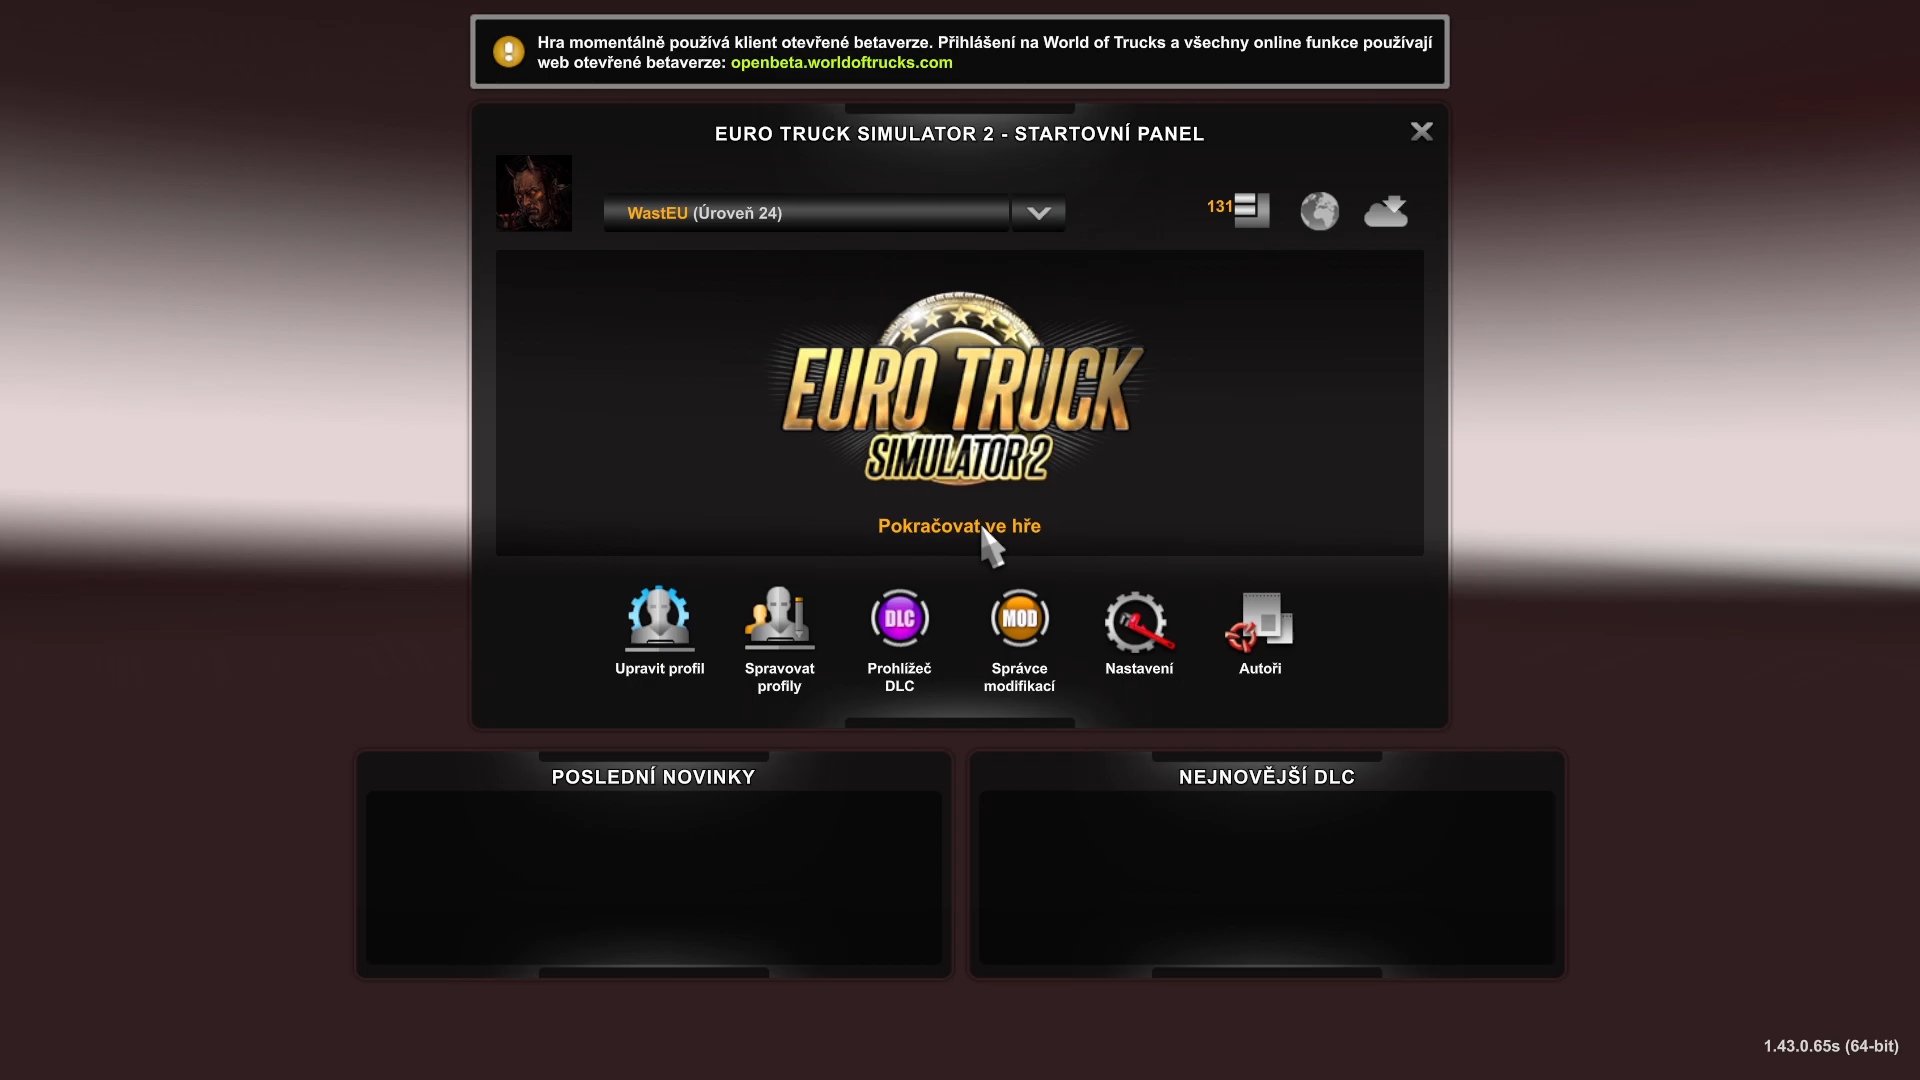 Hra momentálně používá klient otevřené betaverze. Přihlášení na World of Trucks a všechny online funkce používají
web otevřené betaverze: openbeta.worldoftrucks.com
EURO TRUCK SIMULATOR 2 - STARTOVNÍ PANEL
WastEU (Úroveň 24)
131
EURO TRUCK
SIMULATOR 2
Pokračovat ve hře
DLC
MOD
Upravit profil
Spravovat
profily
Prohlížeč
DLC
Správce
modifikací
Nastavení
Autoři
POSLEDNÍ NOVINKY
NEJNOVĚJŠÍ DLC
1.43.0.65s (64-bit)